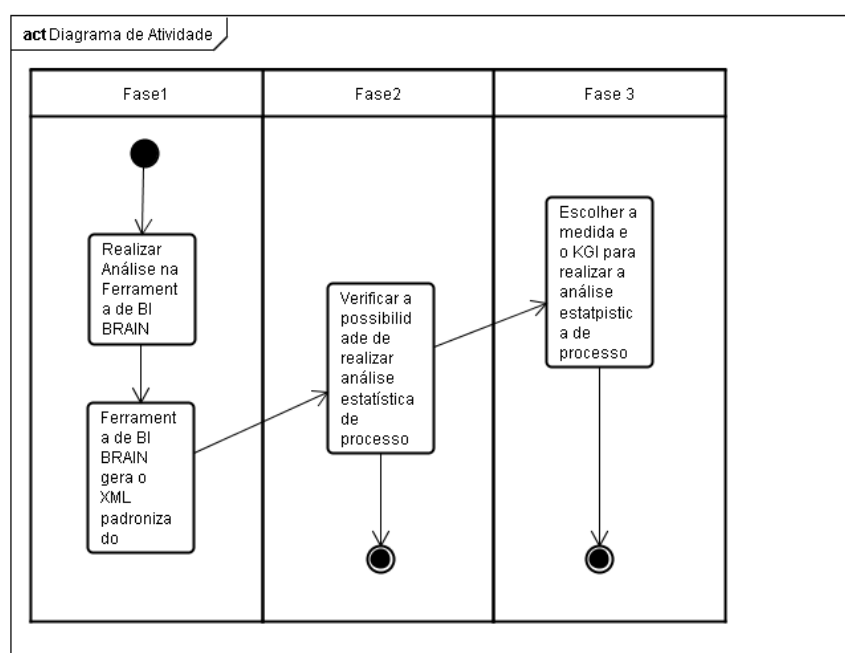 act Diagrama de Atividade
Fase1
Fase2
Fase 3
Realizar
Análise na
Ferrament
a de BI
BRAIN
Ferrament
a de BI
BRAIN
gera o
XML
padroniza
do
Verificar a
possibilid
ade de
realizar
análise
estatística
de
processo
Escolher a
medida e
o KGI para
realizar a
análise
estatpistic
a de
processo